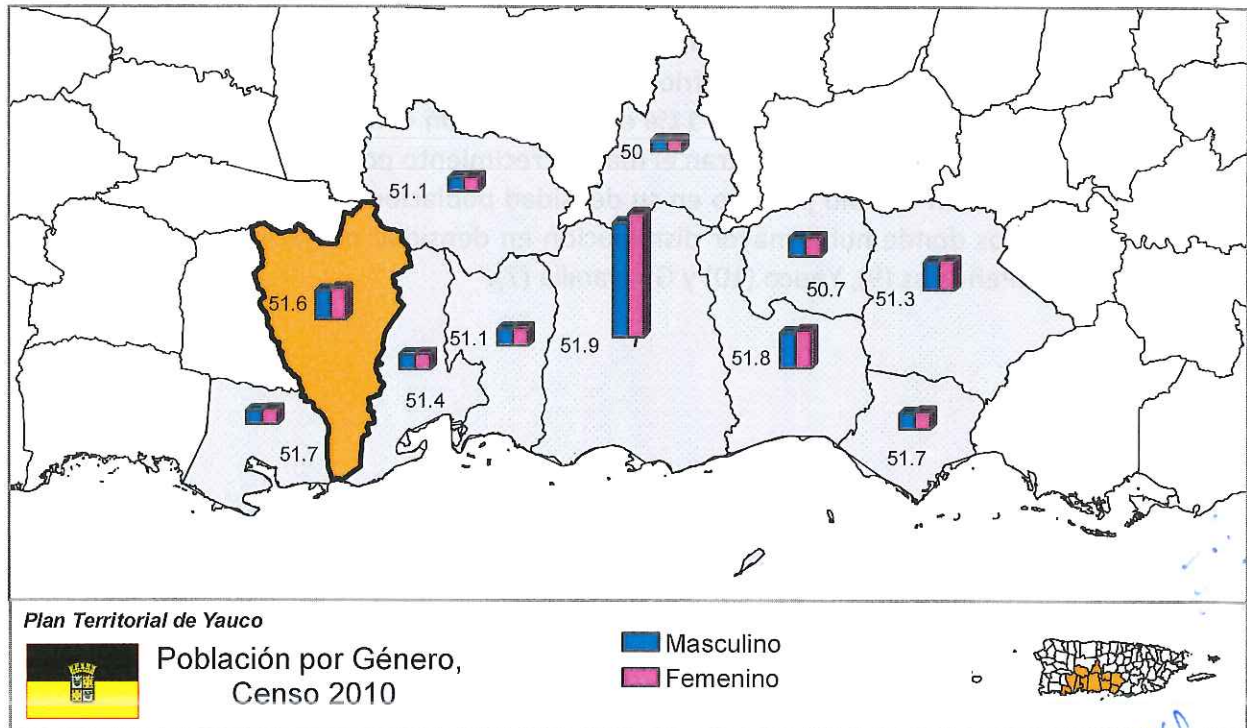 50
51.1
51.6
51.1
51.9
50.7
51.3
51.8
51.4
51.7
51.7
Plan Territorial de Yauco
Población por Género,
Censo 2010
Masculino
Femenino